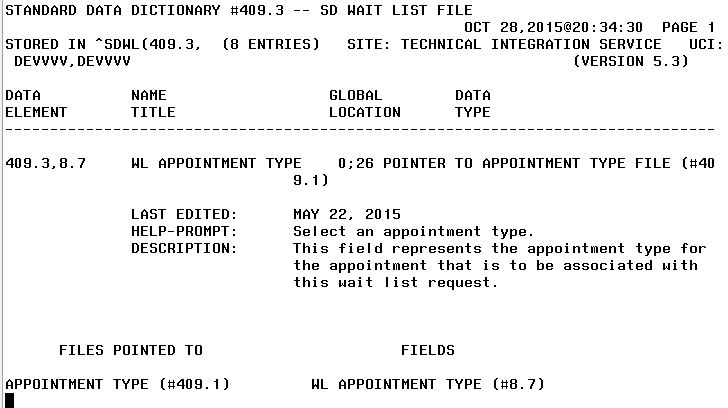 STANDARD DATA DICTIONARY #409.3 -- SD WAIT LIST FILE
OCT 28,2015@20:34:30  PAGE 1
STORED IN ^SDWL(409.3,  (8 ENTRIES)   SITE: TECHNICAL INTEGRATION SERVICE   UCI:
DEVVVV,DEVVVV                                                 (VERSION 5.3)
DATA          NAME                  GLOBAL        DATA
ELEMENT       TITLE                 LOCATION      TYPE
-------------------------------------------------------------------------------
409.3,8.7     WL APPOINTMENT TYPE    0;26 POINTER TO APPOINTMENT TYPE FILE (#40
9.1)
LAST EDITED:      MAY 22, 2015
HELP-PROMPT:      Select an appointment type.
DESCRIPTION:      This field represents the appointment type for
the appointment that is to be associated with
this wait list request.
FILES POINTED TO                      FIELDS
APPOINTMENT TYPE (#409.1)         WL APPOINTMENT TYPE (#8.7)